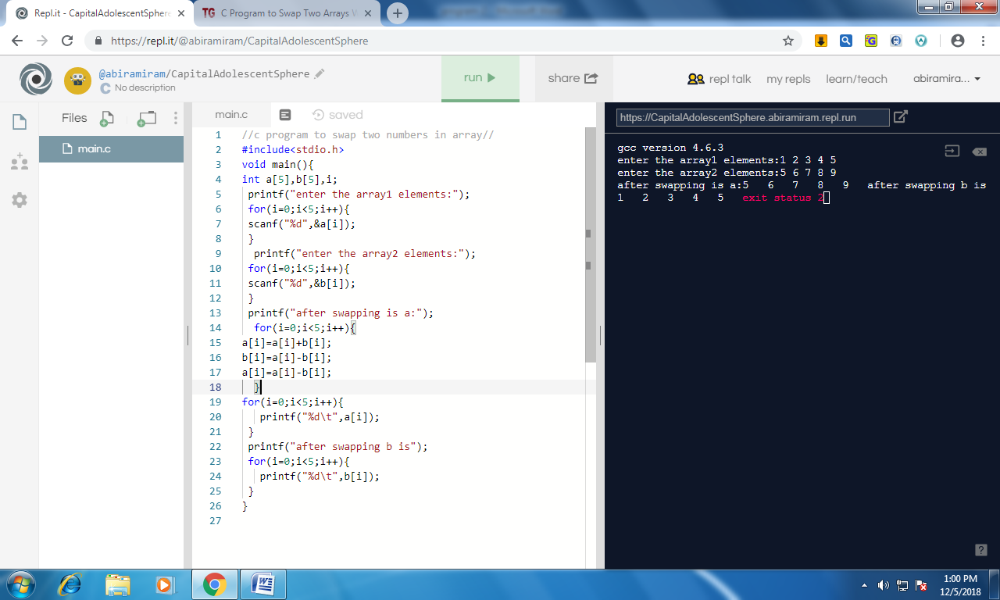 Repl.it - CapitalAdolescentSphere
C Program to Swap Two Arrays W
https://repl.it/@abiramiram/CapitalAdolescentSphere
@abiramiram/CapitalAdolescentSphere
No description
run
share
repl talk
my repls
learn/teach
abiramira...
Files
main.c
main.c
saved
1 //c program to swap two numbers in array//
2 #include<stdio.h>
3 void main(){
4 int a[5],b[5],i;
5 printf("enter the array1 elements:");
6 for(i=0;i<5;i++){
7 scanf("%d",&a[i]);
8 }
9 printf("enter the array2 elements:");
10 for(i=0;i<5;i++){
11 scanf("%d",&b[i]);
12 }
13 printf("after swapping is a:");
14 for(i=0;i<5;i++){
15 a[i]=a[i]+b[i];
16 b[i]=a[i]-b[i];
17 a[i]=a[i]-b[i];
18 }
19 for(i=0;i<5;i++){
20 printf("%d\t",a[i]);
21 }
22 printf("after swapping b is");
23 for(i=0;i<5;i++){
24 printf("%d\t",b[i]);
25 }
26 }
27
https://CapitalAdolescentSphere.abiramiram.repl.run
gcc version 4.6.3
enter the array1 elements:1 2 3 4 5
enter the array2 elements:5 6 7 8 9
after swapping is a:5 6 7 8 9 after swapping b is
1 2 3 4 5 exit status 2
?
1:00 PM
12/5/2018